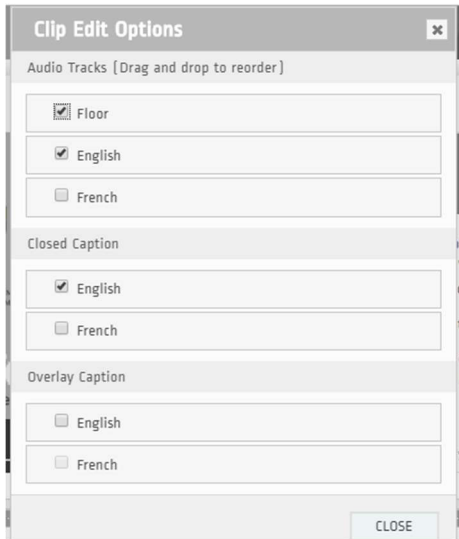 Clip Edit Options
Audio Tracks (Drag and drop to reorder)
Floor
English
French
Closed Caption
English
French
Overlay Caption
English
French
CLOSE